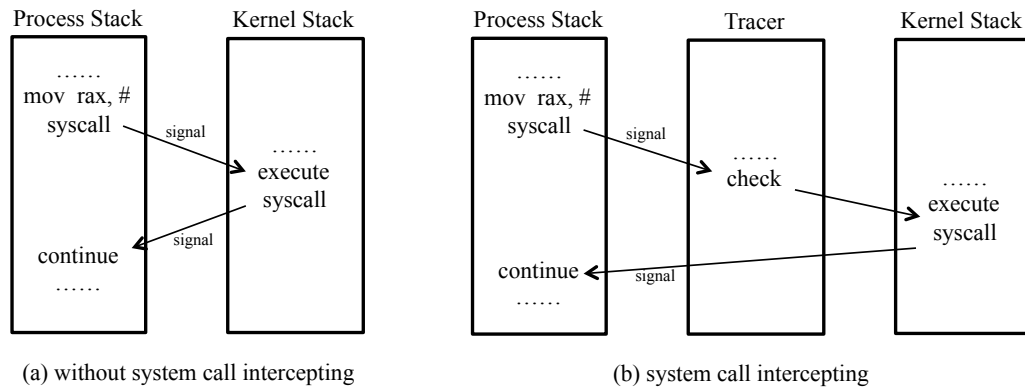 Process Stack
Kernel Stack
......
mov rax, #
syscall
signal
......
execute
syscall
signal
continue
......
(a) without system call intercepting
Process Stack
Tracer
Kernel Stack
......
mov rax, #
syscall
signal
......
check
......
execute
syscall
signal
continue
......
(b) system call intercepting